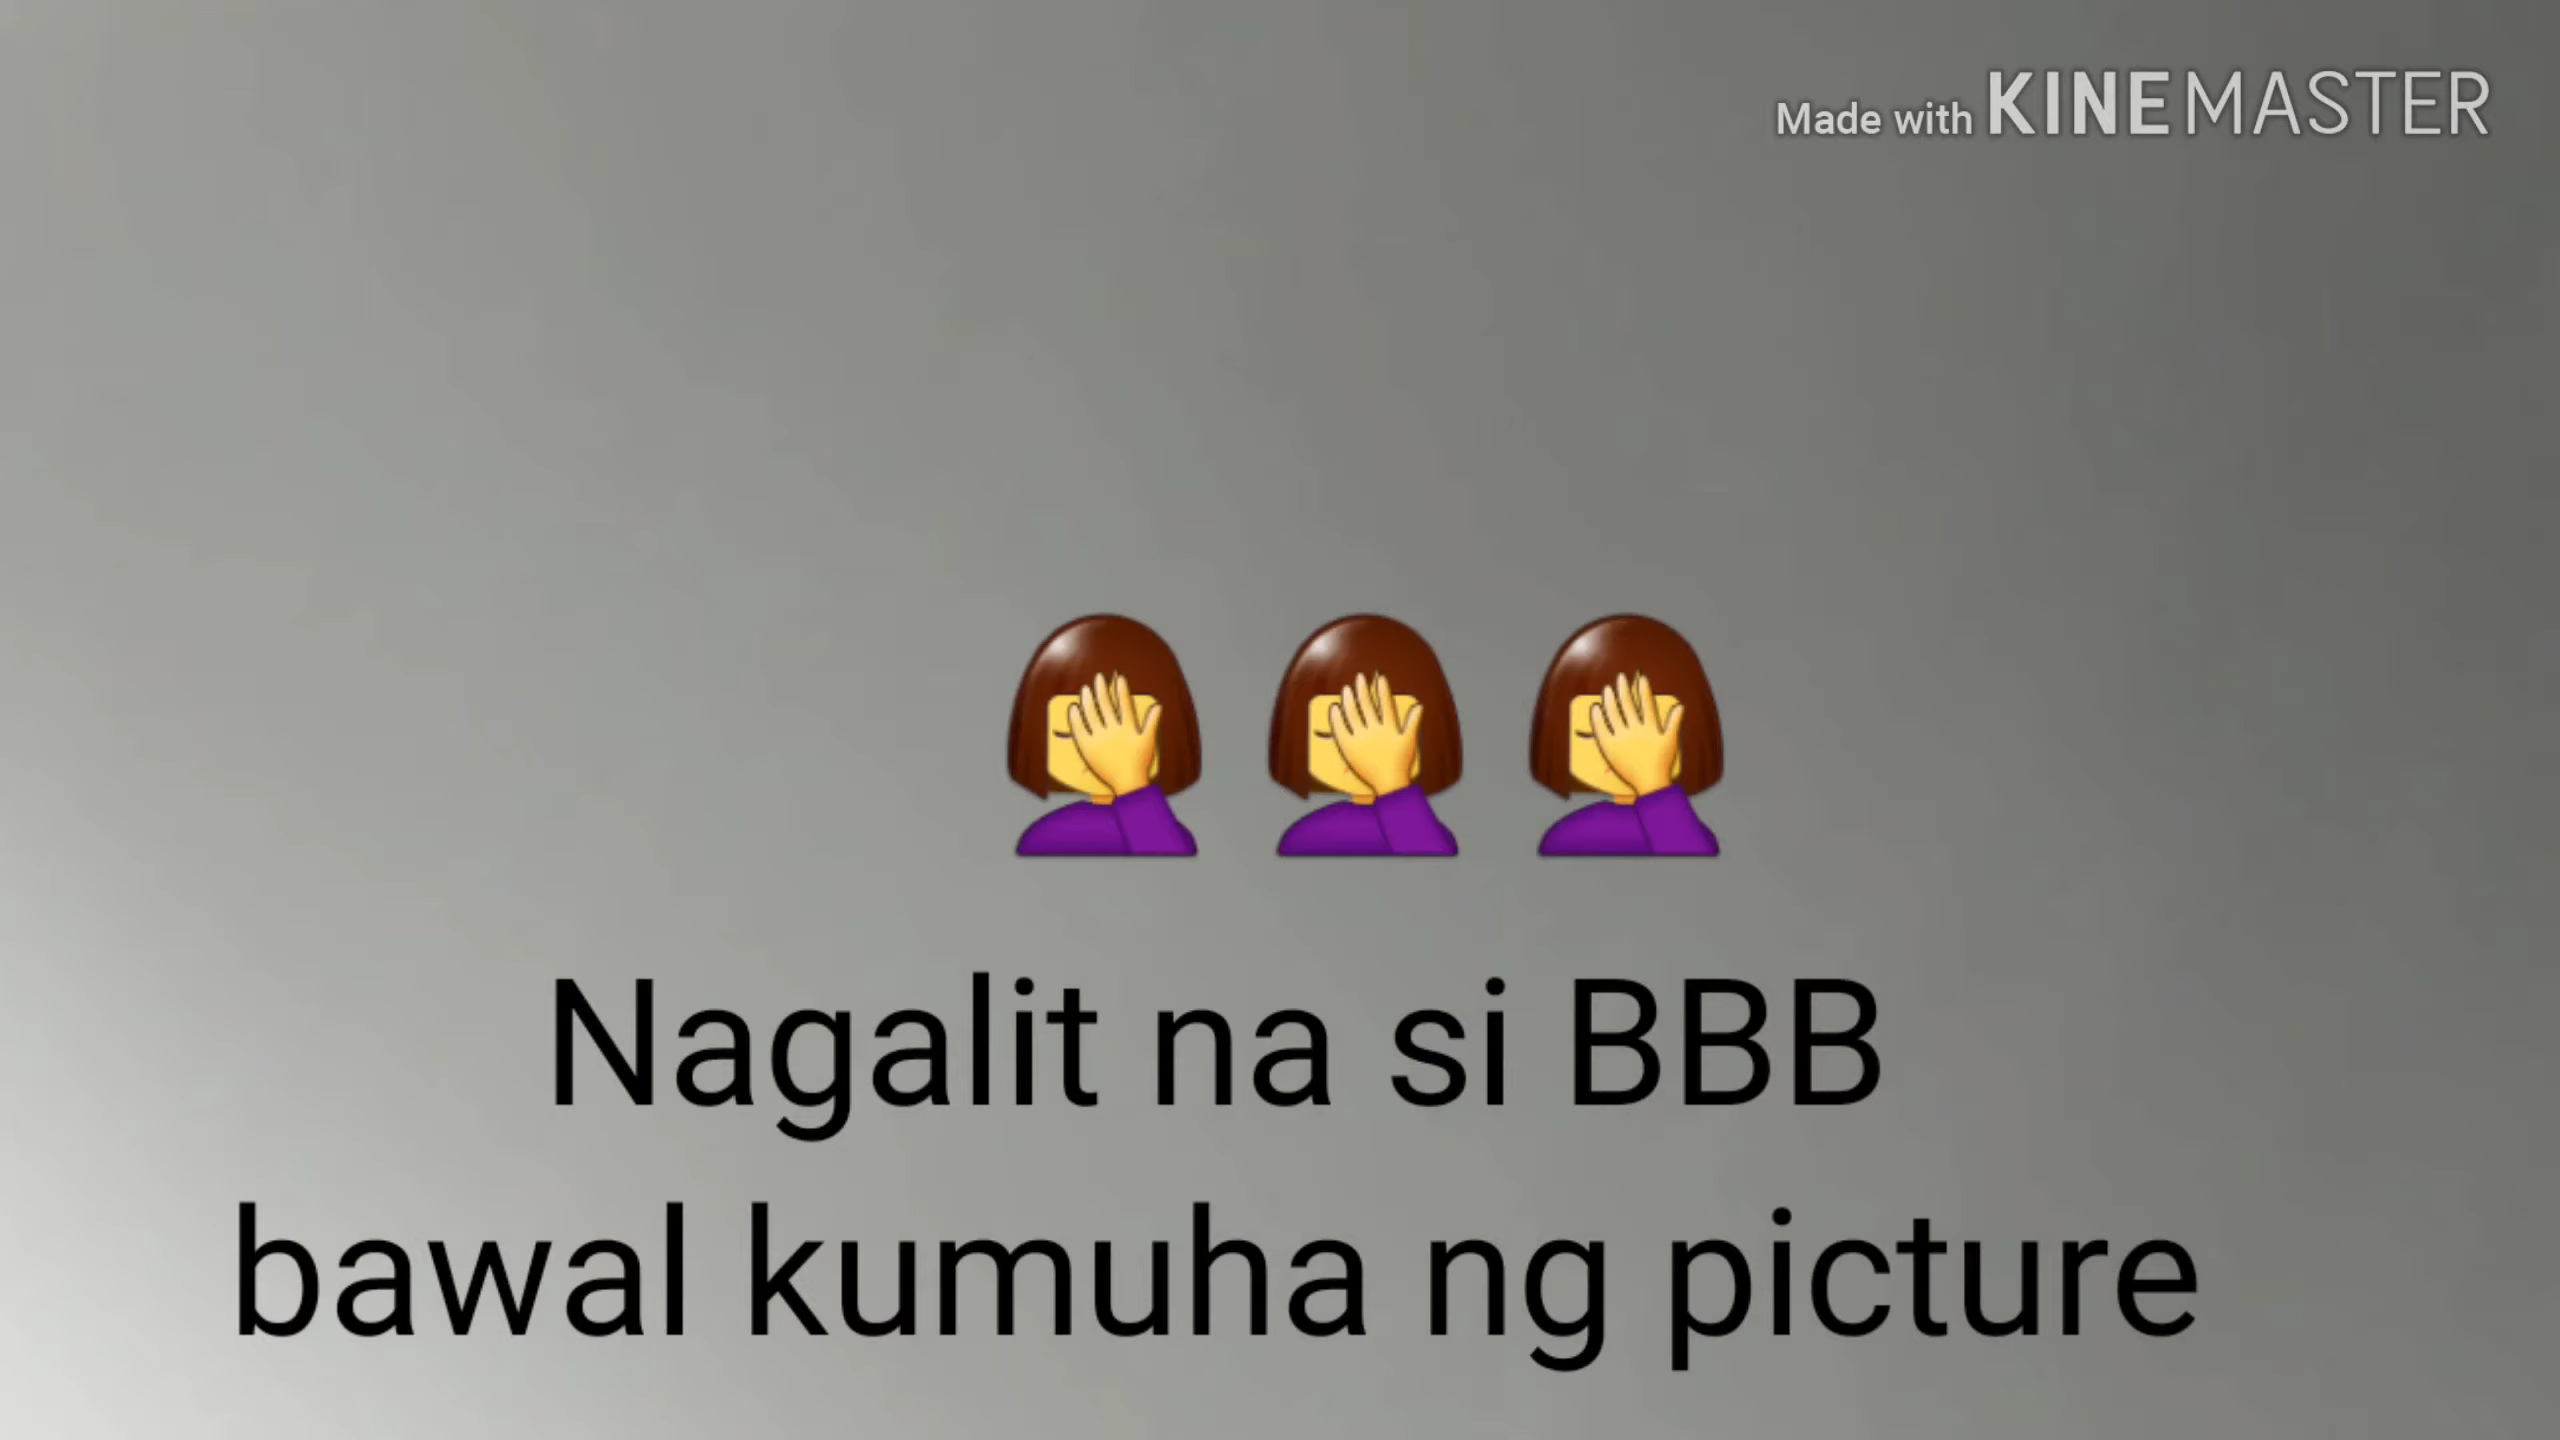 Made with KINEMASTER
🤦‍♀️🤦‍♀️🤦‍♀️
Nagalit na si BBB
bawal kumuha ng picture